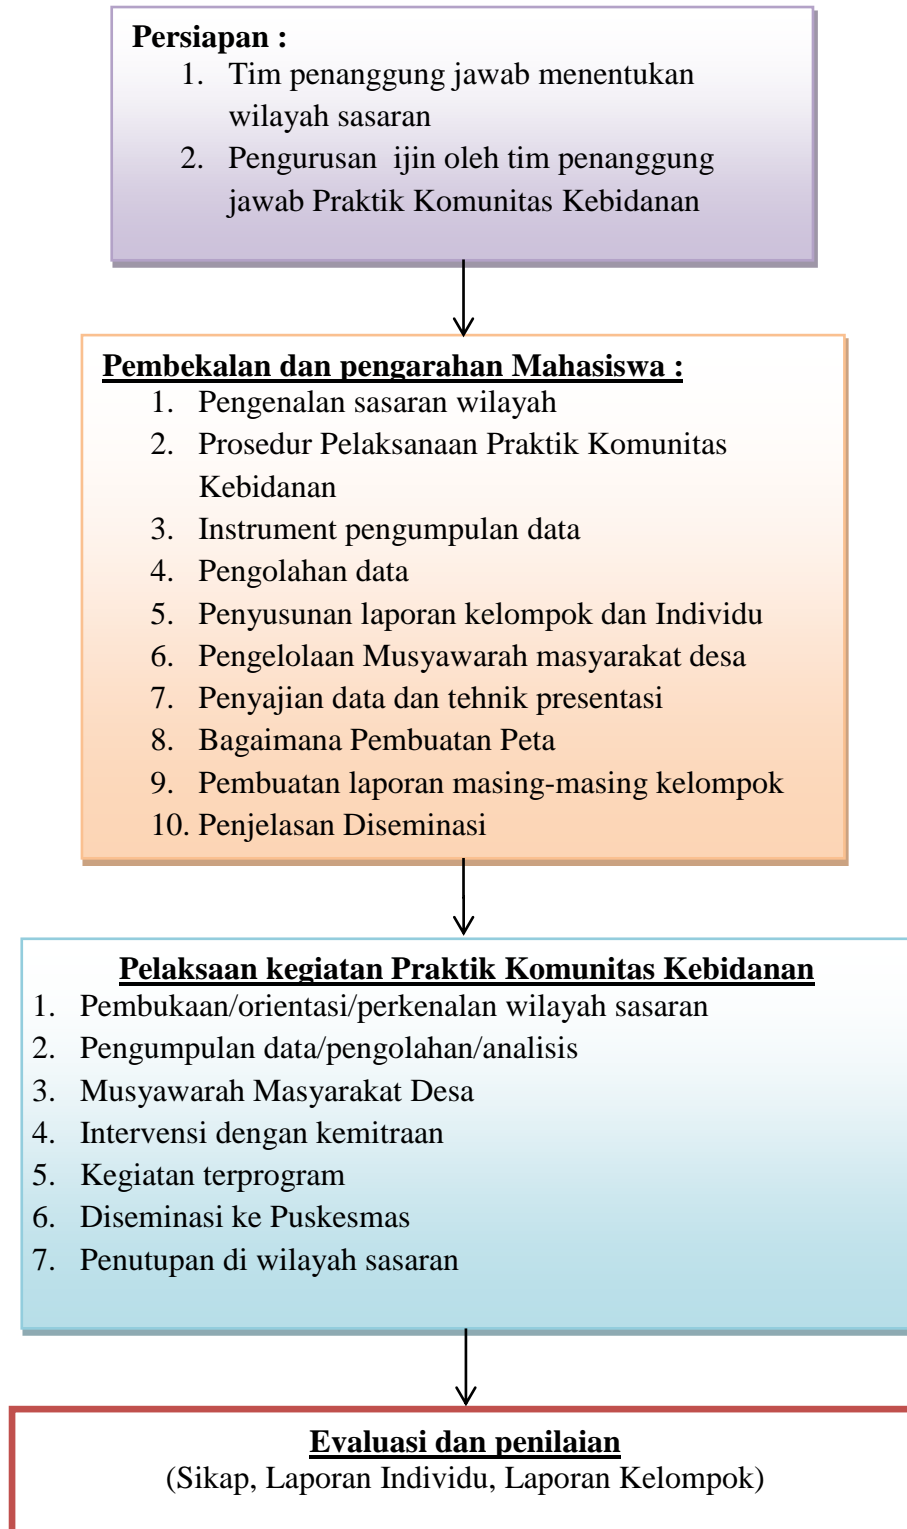 Persiapan :
1. Tim penanggung jawab menentukan
wilayah sasaran
2. Pengurusan ijin oleh tim penanggung
jawab Praktik Komunitas Kebidanan
Pembekalan dan pengarahan Mahasiswa :
1. Pengenalan sasaran wilayah
2. Prosedur Pelaksanaan Praktik Komunitas
Kebidanan
3. Instrument pengumpulan data
4. Pengolahan data
5. Penyusunan laporan kelompok dan Individu
6. Pengelolaan Musyawarah masyarakat desa
7. Penyajian data dan tehnik presentasi
8. Bagaimana Pembuatan Peta
9. Pembuatan laporan masing-masing kelompok
10. Penjelasan Diseminasi
Pelaksaan kegiatan Praktik Komunitas Kebidanan
1. Pembukaan/orientasi/perkenalan wilayah sasaran
2. Pengumpulan data/pengolahan/analisis
3. Musyawarah Masyarakat Desa
4. Intervensi dengan kemitraan
5. Kegiatan terprogram
6. Diseminasi ke Puskesmas
7. Penutupan di wilayah sasaran
Evaluasi dan penilaian
(Sikap, Laporan Individu, Laporan Kelompok)